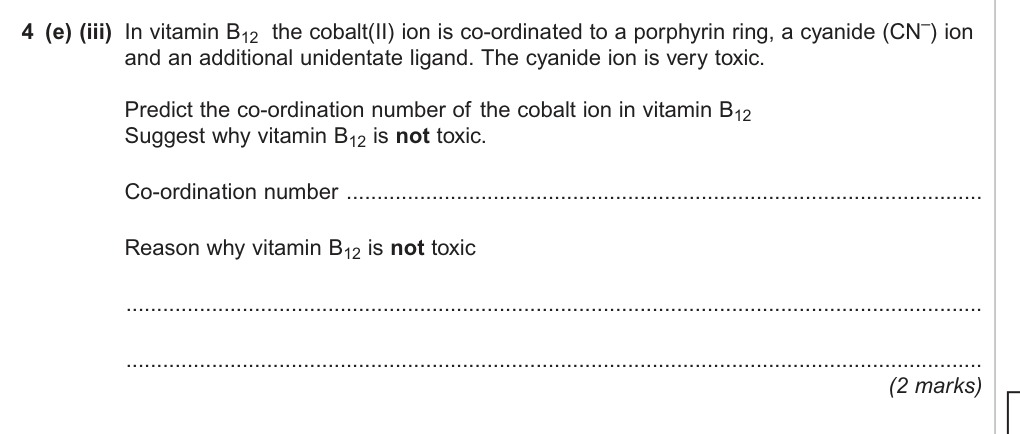 4 (e) (iii) In vitamin B₁₂ the cobalt(II) ion is co-ordinated to a porphyrin ring, a cyanide (CN⁻) ion
and an additional unidentate ligand. The cyanide ion is very toxic.
Predict the co-ordination number of the cobalt ion in vitamin B₁₂
Suggest why vitamin B₁₂ is not toxic.
Co-ordination number ..........................................................................................................
Reason why vitamin B₁₂ is not toxic
...............................................................................................................................................
...............................................................................................................................................
(2 marks)